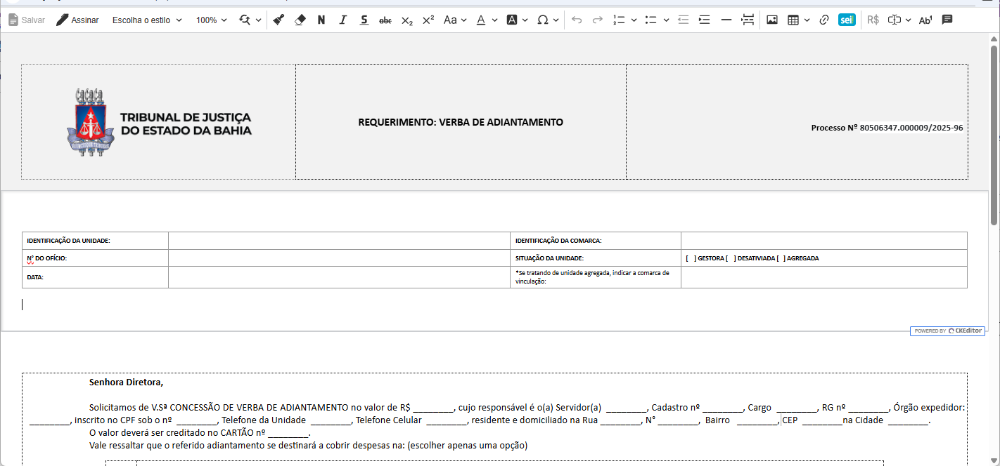 Salvar Assinar Escolha o estilo 100% N I S abc X₂ X² Aa A A Ω sei! R$ Ab¹
TRIBUNAL DE JUSTIÇA
DO ESTADO DA BAHIA
REQUERIMENTO: VERBA DE ADIANTAMENTO
Processo Nº 80506347.000009/2025-96
IDENTIFICAÇÃO DA UNIDADE: IDENTIFICAÇÃO DA COMARCA:
N° DO OFÍCIO: SITUAÇÃO DA UNIDADE: [ ] GESTORA [ ] DESATIVIADA [ ] AGREGADA
DATA: *Se tratando de unidade agregada, indicar a comarca de
vinculação:
POWERED BY CKEditor
Senhora Diretora,
Solicitamos de V.Sª CONCESSÃO DE VERBA DE ADIANTAMENTO no valor de R$ ________, cujo responsável é o(a) Servidor(a) ________, Cadastro nº ________, Cargo ________, RG nº ________, Órgão expedidor:
________, inscrito no CPF sob o nº ________, Telefone da Unidade ________, Telefone Celular ________, residente e domiciliado na Rua ________, N° ________, Bairro ________, CEP ________na Cidade ________.
O valor deverá ser creditado no CARTÃO nº ________.
Vale ressaltar que o referido adiantamento se destinará a cobrir despesas na: (escolher apenas uma opção)